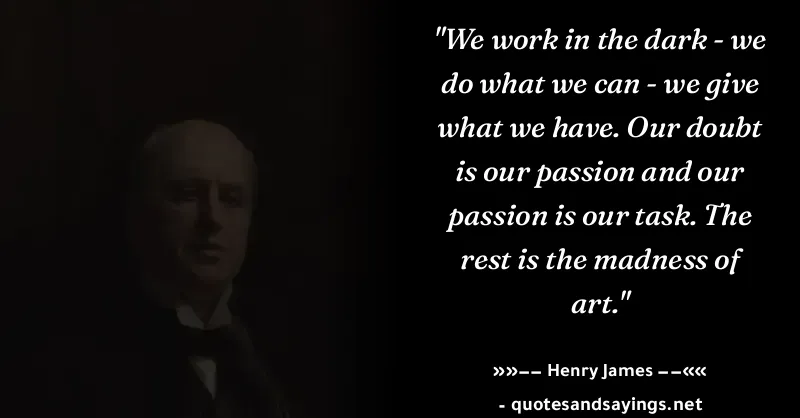 "We work in the dark - we
do what we can - we give
what we have. Our doubt
is our passion and our
passion is our task. The
rest is the madness of
art."
»»−− Henry James −−««
- quotesandsayings.net